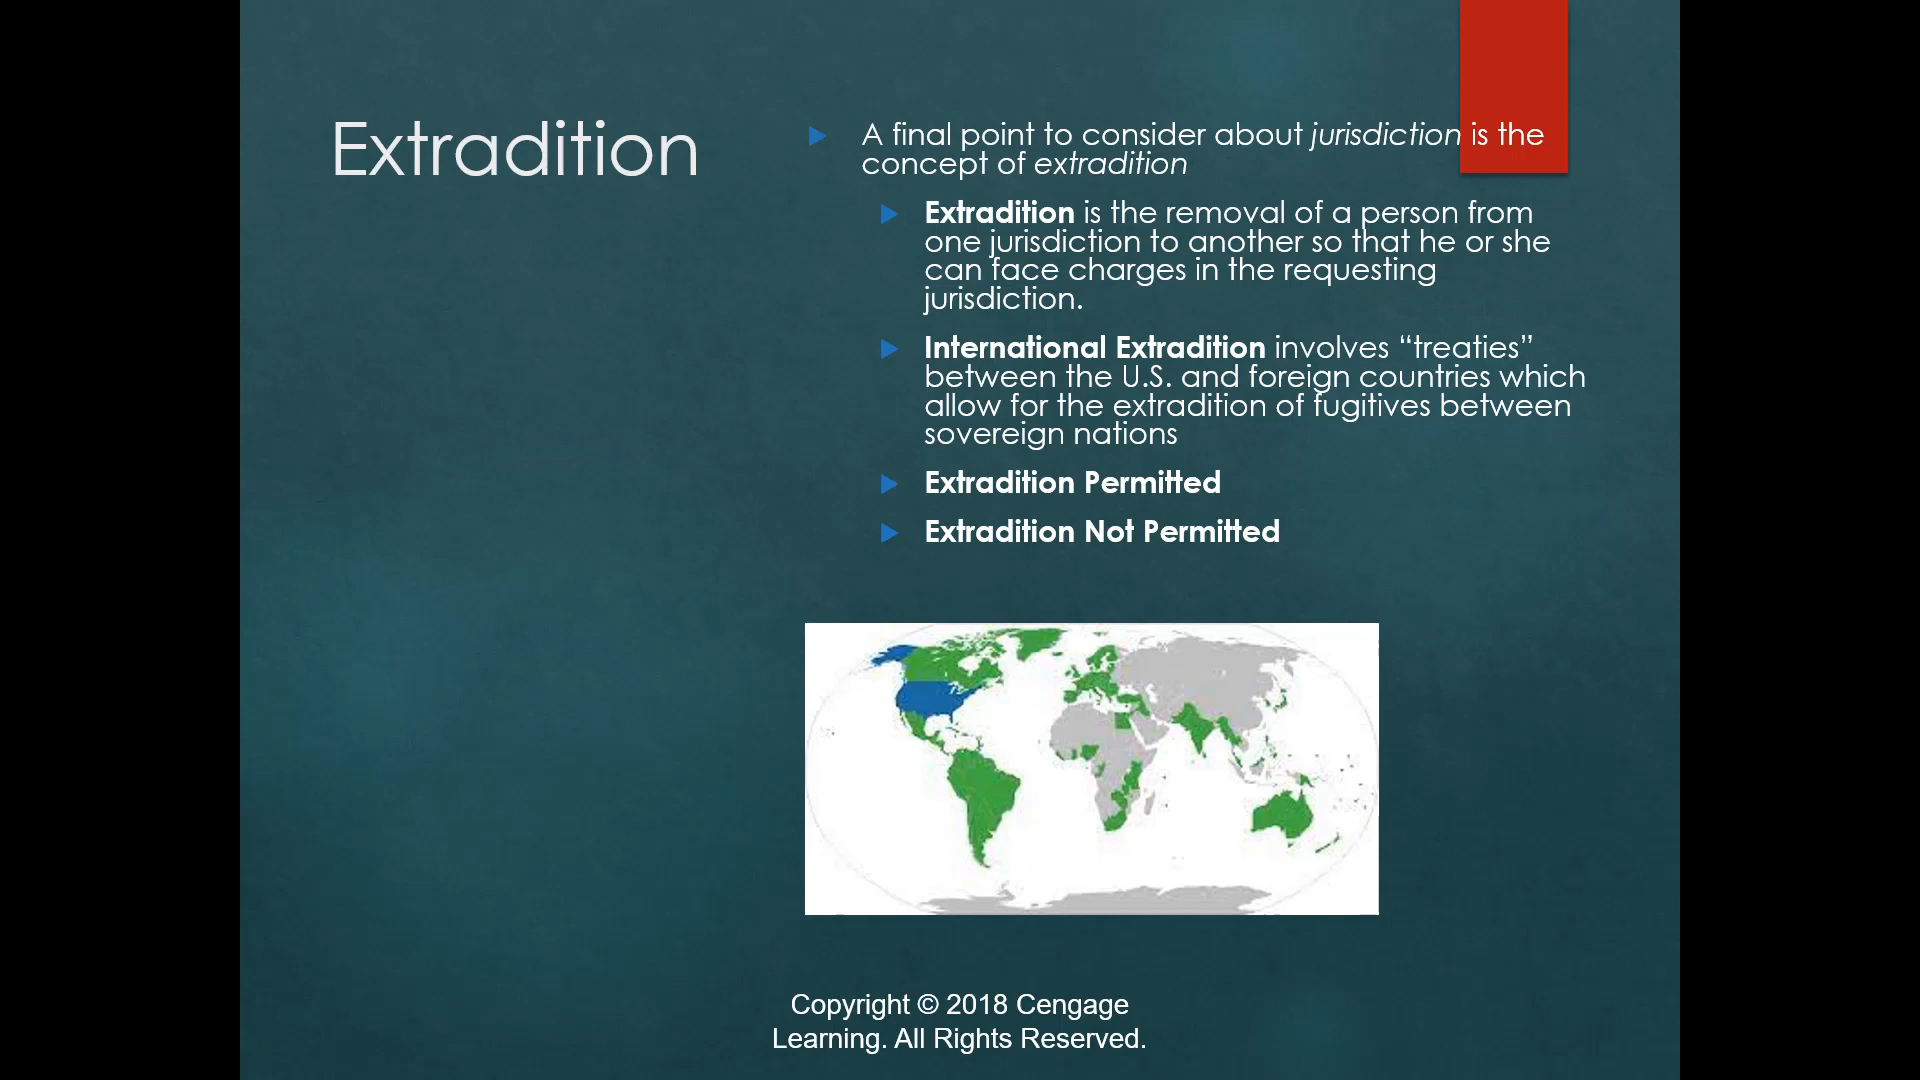 Extradition
A final point to consider about jurisdiction is the
concept of extradition
Extradition is the removal of a person from
one jurisdiction to another so that he or she
can face charges in the requesting
jurisdiction.
International Extradition involves “treaties”
between the U.S. and foreign countries which
allow for the extradition of fugitives between
sovereign nations
Extradition Permitted
Extradition Not Permitted
Copyright © 2018 Cengage
Learning. All Rights Reserved.